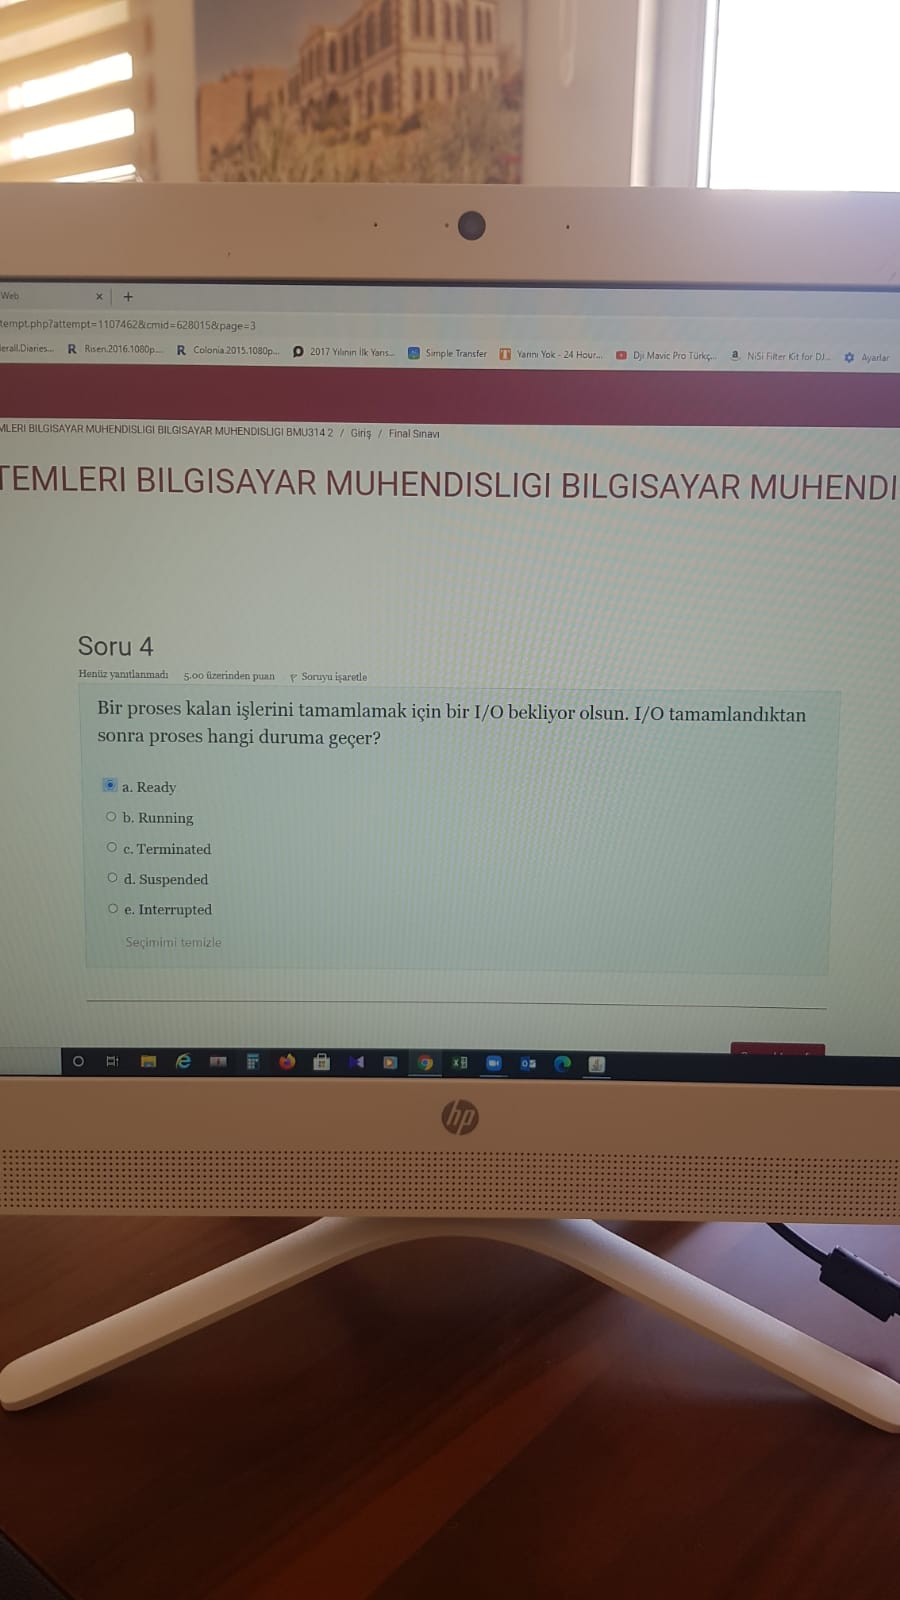 Web
tempt.php?attempt=1107462&cmid=628015&page=3
erall.Diaries... Risen.2016.1080p... Colonia.2015.1080p... 2017 Yılının İlk Yarıs... Simple Transfer Yarını Yok - 24 Hour... Dji Mavic Pro Türkç... NiSi Filter Kit for DJ... Ayarlar
MLERI BILGISAYAR MUHENDISLIGI BILGISAYAR MUHENDISLIGI BMU314 2 / Giriş / Final Sınavı
TEMLERI BILGISAYAR MUHENDISLIGI BILGISAYAR MUHENDI
Soru 4
Henüz yanıtlanmadı 5.00 üzerinden puan Soruyu işaretle
Bir proses kalan işlerini tamamlamak için bir I/O bekliyor olsun. I/O tamamlandıktan
sonra proses hangi duruma geçer?
a. Ready
b. Running
c. Terminated
d. Suspended
e. Interrupted
Seçimimi temizle
hp